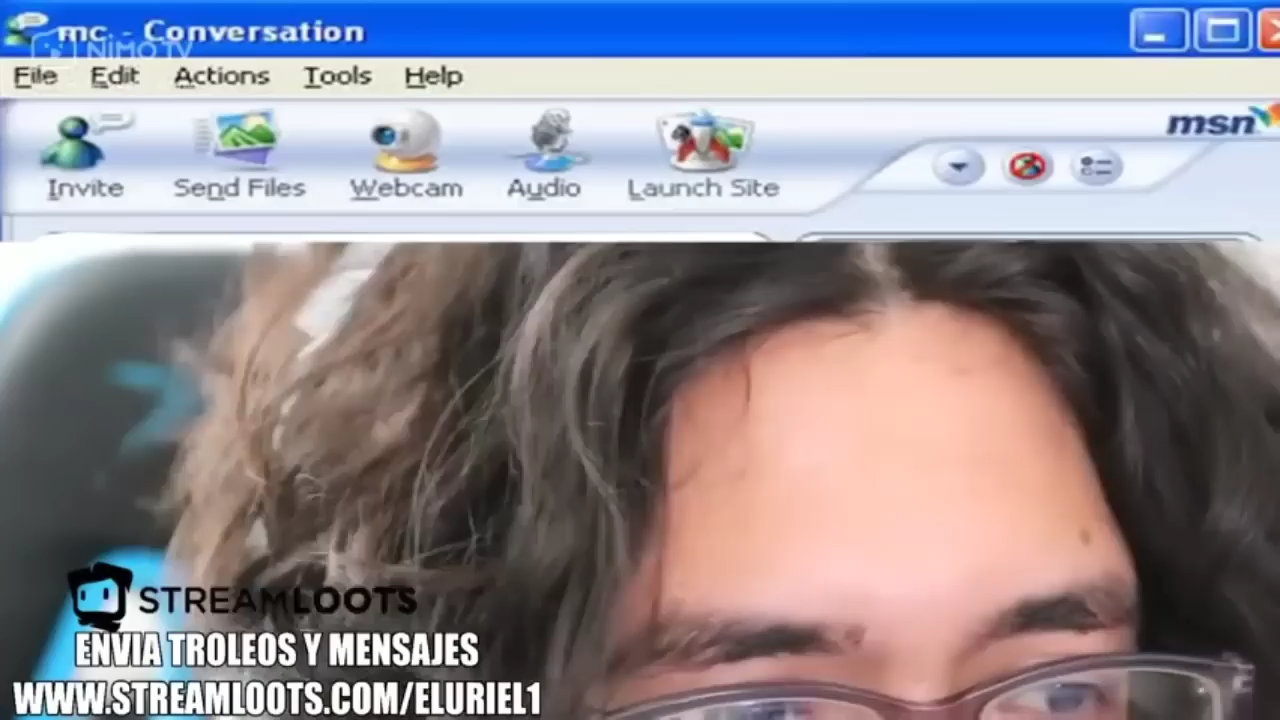 mc - Conversation
NIMO TV
File Edit Actions Tools Help
msn
Invite Send Files Webcam Audio Launch Site
STREAMLOOTS
ENVIA TROLEOS Y MENSAJES
WWW.STREAMLOOTS.COM/ELURIEL1